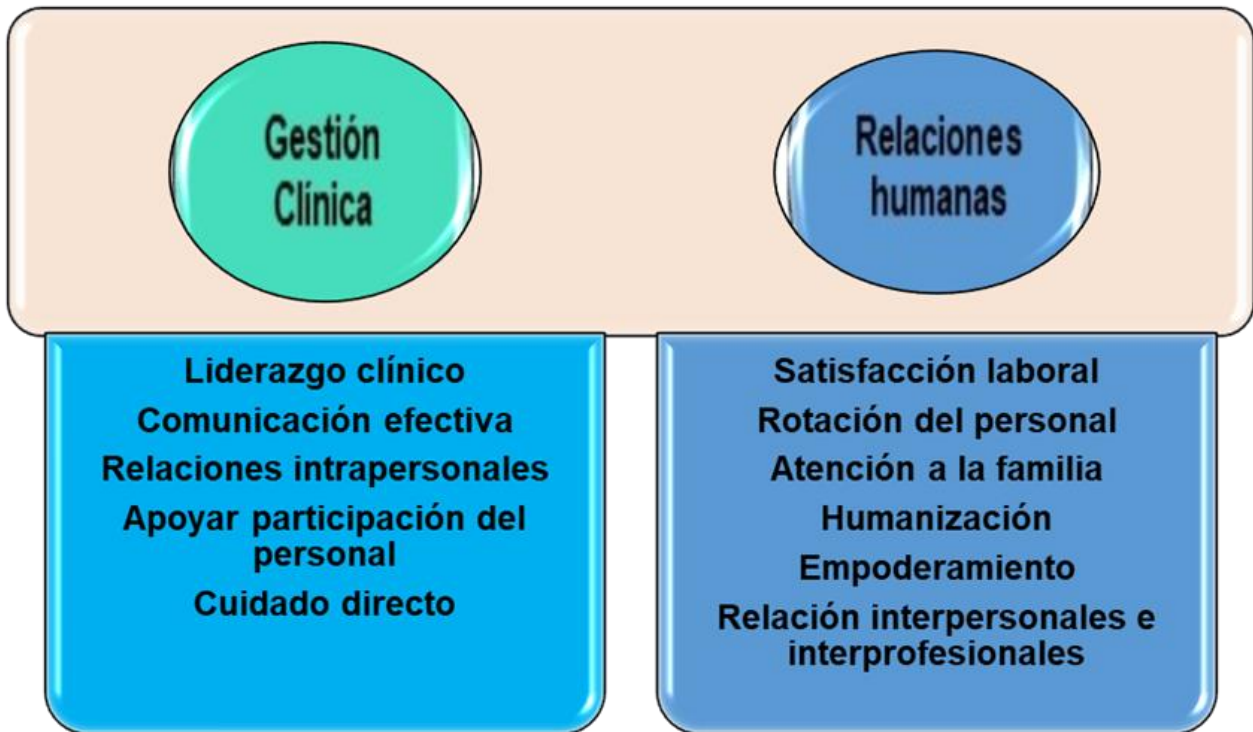 Gestión
Clínica
Relaciones
humanas
Liderazgo clínico
Comunicación efectiva
Relaciones intrapersonales
Apoyar participación del
personal
Cuidado directo
Satisfacción laboral
Rotación del personal
Atención a la familia
Humanización
Empoderamiento
Relación interpersonales e
interprofesionales